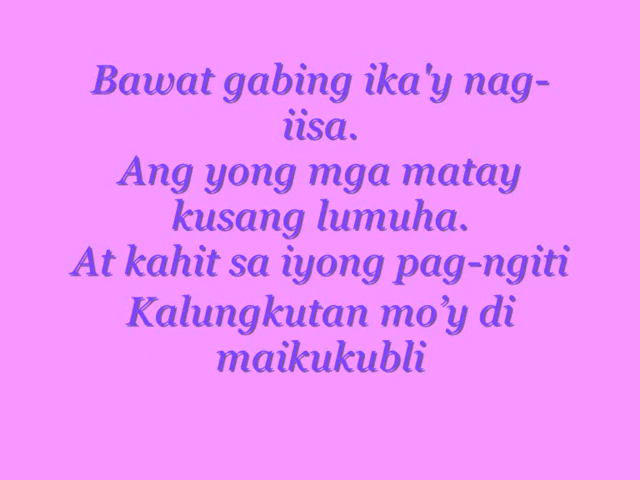 Bawat gabing ika'y nag-
iisa.
Ang yong mga matay
kusang lumuha.
At kahit sa iyong pag-ngiti
Kalungkutan mo’y di
maikukubli